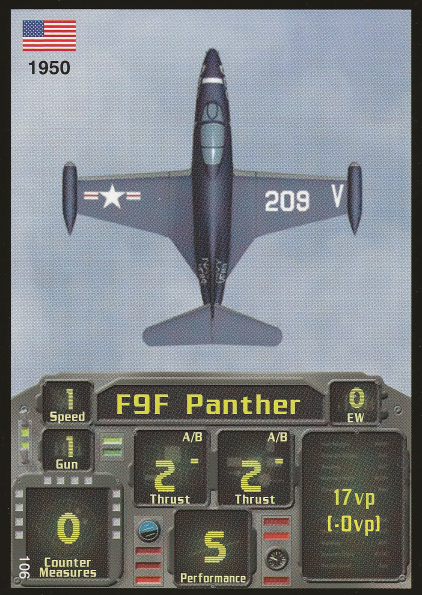 1950
209 V
F9F Panther
1
Speed
0
EW
1
Gun
A/B
2 -
Thrust
A/B
2 -
Thrust
17vp
[-0vp]
0
Counter
Measures
5
Performance
106